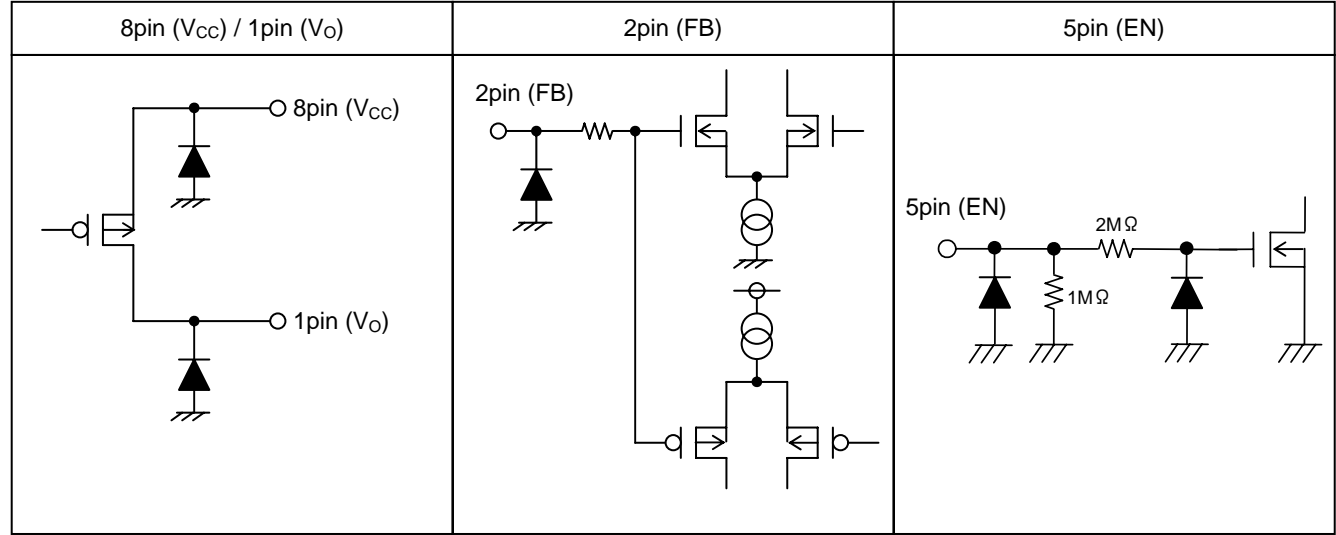 8pin (VCC) / 1pin (VO)
2pin (FB)
5pin (EN)
8pin (VCC)
1pin (VO)
2pin (FB)
5pin (EN)
2MΩ
1MΩ